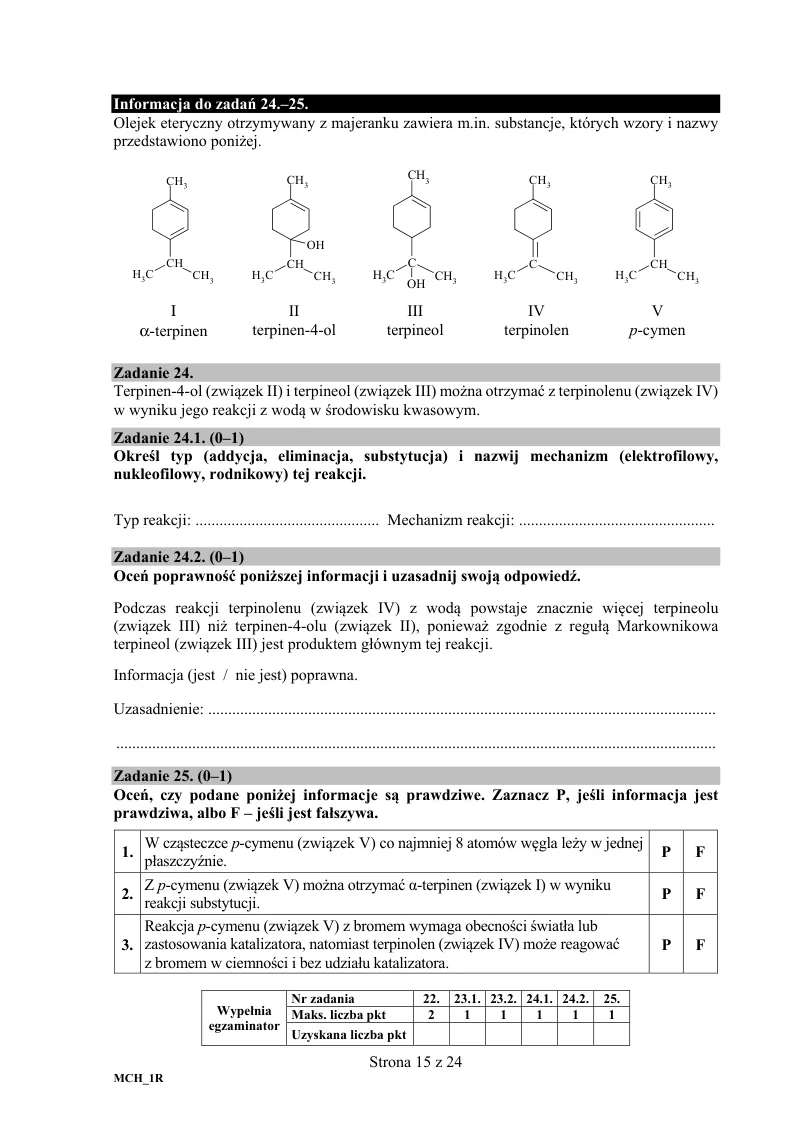 Informacja do zadań 24.–25.
Olejek eteryczny otrzymywany z majeranku zawiera m.in. substancje, których wzory i nazwy
przedstawiono poniżej.
CH3 CH3 CH3 CH3 CH3
OH
CH CH C C CH
H3C CH3 H3C CH3 H3C OH CH3 H3C CH3 H3C CH3
I II III IV V
α-terpinen terpinen-4-ol terpineol terpinolen p-cymen
Zadanie 24.
Terpinen-4-ol (związek II) i terpineol (związek III) można otrzymać z terpinolenu (związek IV)
w wyniku jego reakcji z wodą w środowisku kwasowym.
Zadanie 24.1. (0–1)
Określ typ (addycja, eliminacja, substytucja) i nazwij mechanizm (elektrofilowy,
nukleofilowy, rodnikowy) tej reakcji.
Typ reakcji: .............................................. Mechanizm reakcji: .................................................
Zadanie 24.2. (0–1)
Oceń poprawność poniższej informacji i uzasadnij swoją odpowiedź.
Podczas reakcji terpinolenu (związek IV) z wodą powstaje znacznie więcej terpineolu
(związek III) niż terpinen-4-olu (związek II), ponieważ zgodnie z regułą Markownikowa
terpineol (związek III) jest produktem głównym tej reakcji.
Informacja (jest / nie jest) poprawna.
Uzasadnienie: ...............................................................................................................................
......................................................................................................................................................
Zadanie 25. (0–1)
Oceń, czy podane poniżej informacje są prawdziwe. Zaznacz P, jeśli informacja jest
prawdziwa, albo F – jeśli jest fałszywa.
1. W cząsteczce p-cymenu (związek V) co najmniej 8 atomów węgla leży w jednej
płaszczyźnie. P F
2. Z p-cymenu (związek V) można otrzymać α-terpinen (związek I) w wyniku
reakcji substytucji. P F
3. Reakcja p-cymenu (związek V) z bromem wymaga obecności światła lub
zastosowania katalizatora, natomiast terpinolen (związek IV) może reagować
z bromem w ciemności i bez udziału katalizatora. P F
Wypełnia
egzaminator
Nr zadania 22. 23.1. 23.2. 24.1. 24.2. 25.
Maks. liczba pkt 2 1 1 1 1 1
Uzyskana liczba pkt
Strona 15 z 24
MCH_1R